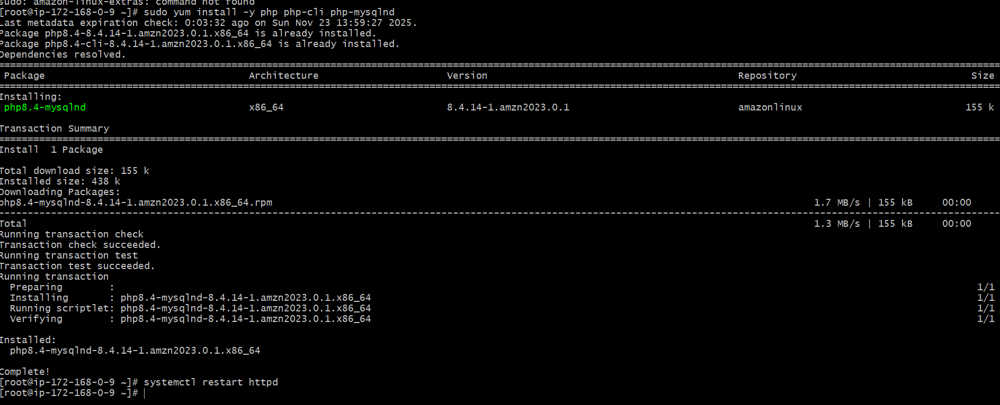 sudo: amazon-linux-extras: command not found
[root@ip-172-168-0-9 ~]# sudo yum install -y php php-cli php-mysqlnd
Last metadata expiration check: 0:03:32 ago on Sun Nov 23 13:59:27 2025.
Package php8.4-8.4.14-1.amzn2023.0.1.x86_64 is already installed.
Package php8.4-cli-8.4.14-1.amzn2023.0.1.x86_64 is already installed.
Dependencies resolved.
Package Architecture Version Repository Size
Installing:
php8.4-mysqlnd x86_64 8.4.14-1.amzn2023.0.1 amazonlinux 155 k
Transaction Summary
Install 1 Package
Total download size: 155 k
Installed size: 438 k
Downloading Packages:
php8.4-mysqlnd-8.4.14-1.amzn2023.0.1.x86_64.rpm 1.7 MB/s | 155 kB 00:00
Total 1.3 MB/s | 155 kB 00:00
Running transaction check
Transaction check succeeded.
Running transaction test
Transaction test succeeded.
Running transaction
Preparing : 1/1
Installing : php8.4-mysqlnd-8.4.14-1.amzn2023.0.1.x86_64 1/1
Running scriptlet: php8.4-mysqlnd-8.4.14-1.amzn2023.0.1.x86_64 1/1
Verifying : php8.4-mysqlnd-8.4.14-1.amzn2023.0.1.x86_64 1/1
Installed:
php8.4-mysqlnd-8.4.14-1.amzn2023.0.1.x86_64
Complete!
[root@ip-172-168-0-9 ~]# systemctl restart httpd
[root@ip-172-168-0-9 ~]#